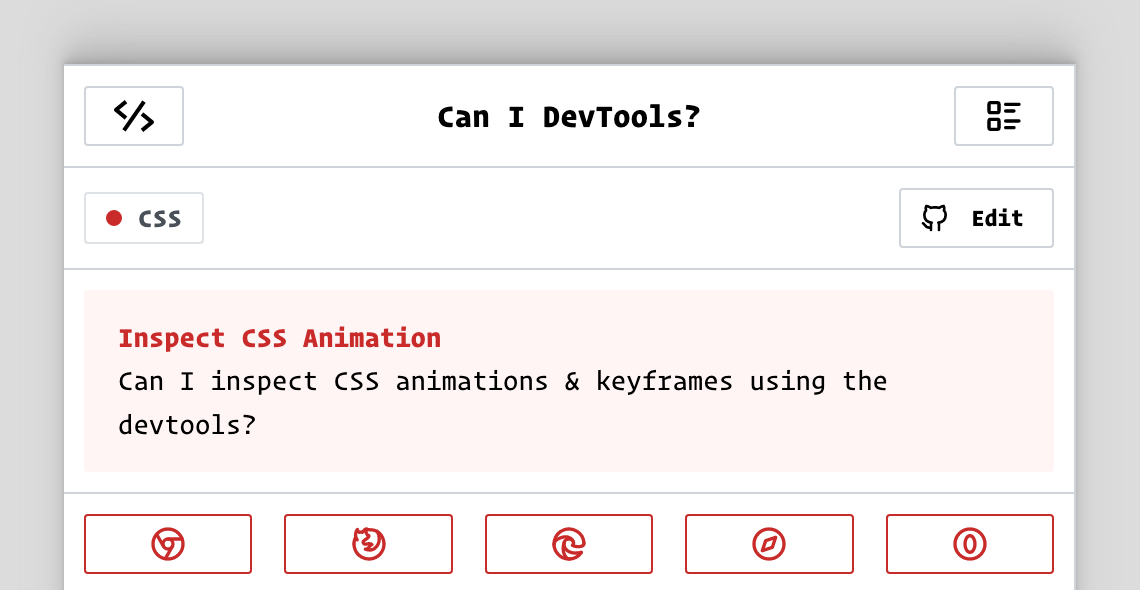 Can I DevTools?
CSS
Edit
Inspect CSS Animation
Can I inspect CSS animations & keyframes using the
devtools?